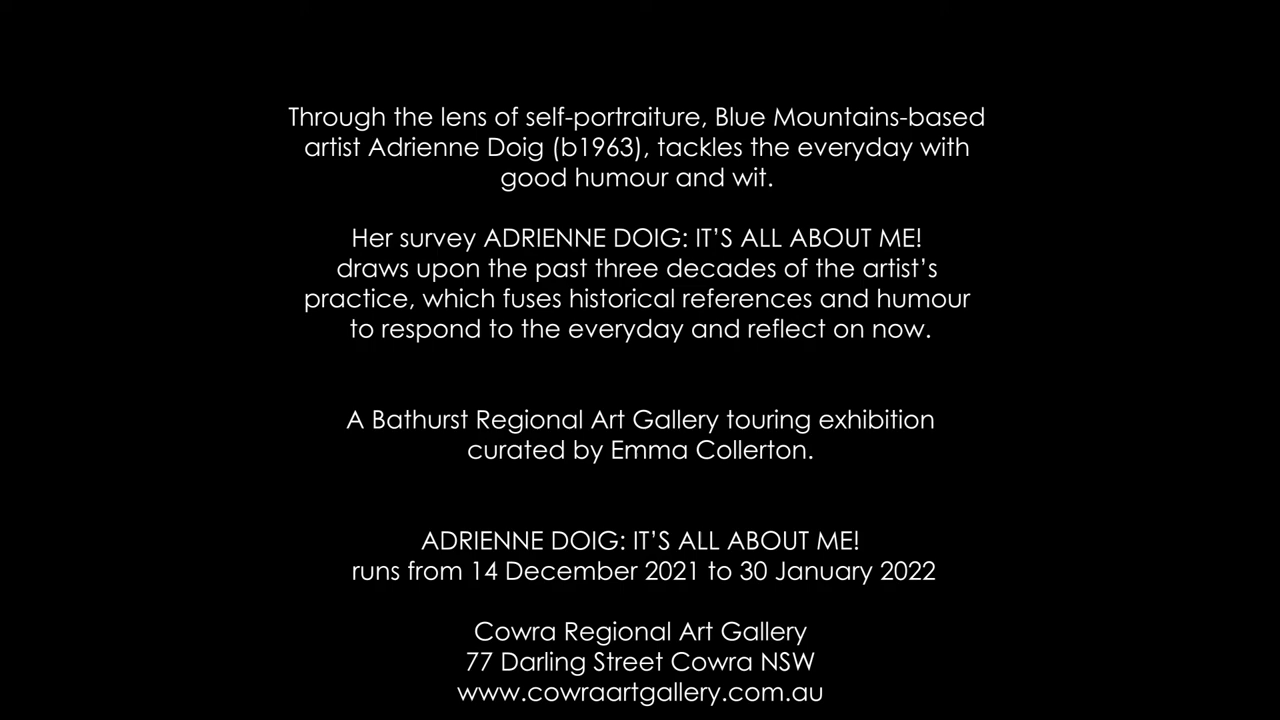 Through the lens of self-portraiture, Blue Mountains-based
artist Adrienne Doig (b1963), tackles the everyday with
good humour and wit.
Her survey ADRIENNE DOIG: IT’S ALL ABOUT ME!
draws upon the past three decades of the artist’s
practice, which fuses historical references and humour
to respond to the everyday and reflect on now.
A Bathurst Regional Art Gallery touring exhibition
curated by Emma Collerton.
ADRIENNE DOIG: IT’S ALL ABOUT ME!
runs from 14 December 2021 to 30 January 2022
Cowra Regional Art Gallery
77 Darling Street Cowra NSW
www.cowraartgallery.com.au